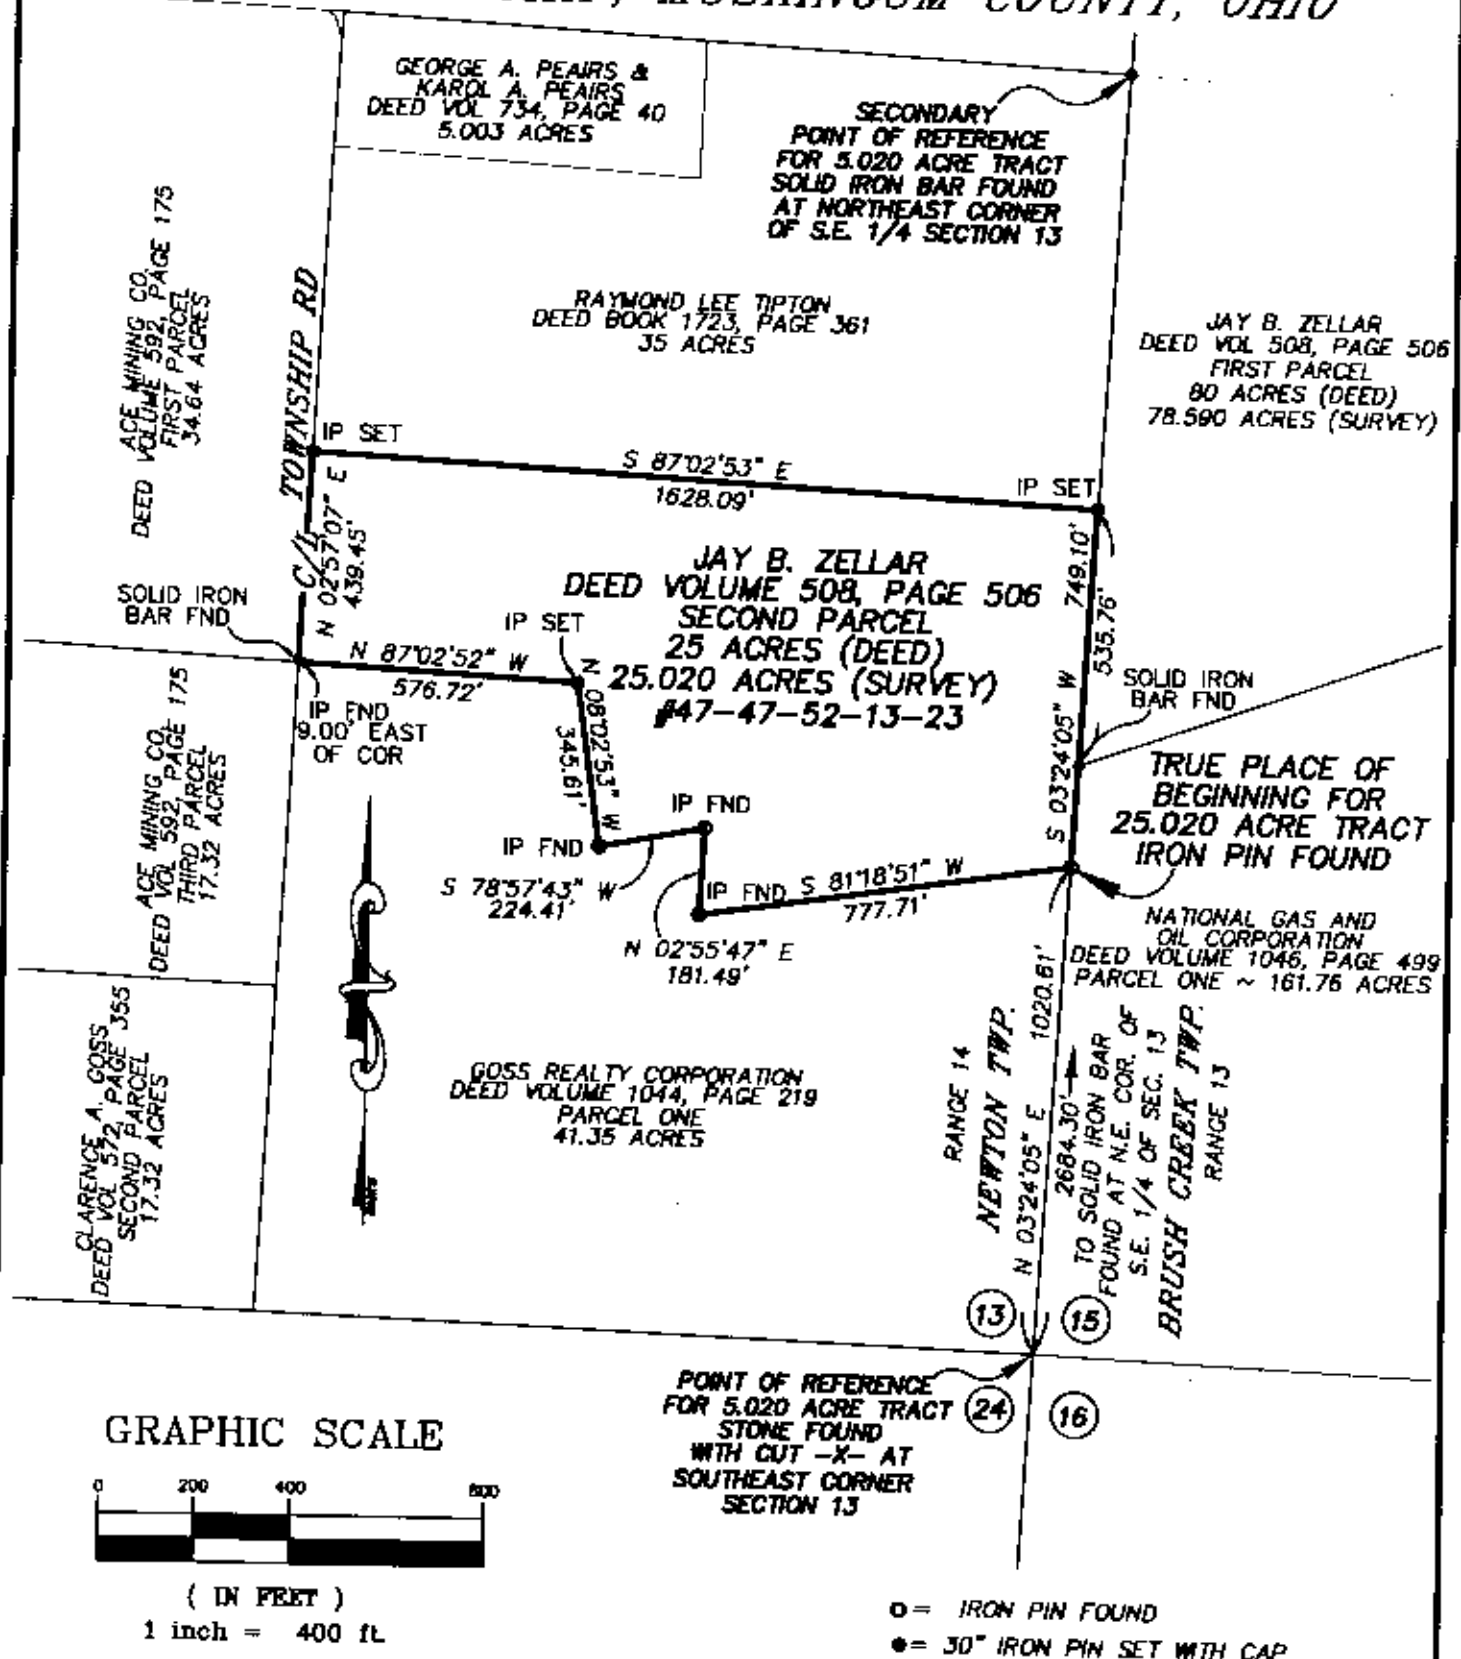 MUSKINGUM COUNTY, OHIO
GEORGE A. PEAIRS &
KAROL A. PEAIRS
DEED VOL 734, PAGE 40
5.003 ACRES
SECONDARY
POINT OF REFERENCE
FOR 5.020 ACRE TRACT
SOLID IRON BAR FOUND
AT NORTHEAST CORNER
OF S.E. 1/4 SECTION 13
ACE MINING CO.
DEED VOLUME 592, PAGE 175
FIRST PARCEL
34.64 ACRES
TOWNSHIP RD
C/L
RAYMOND LEE TIPTON
DEED BOOK 1723, PAGE 361
35 ACRES
JAY B. ZELLAR
DEED VOL 508, PAGE 506
FIRST PARCEL
80 ACRES (DEED)
78.590 ACRES (SURVEY)
IP SET
S 87°02'53" E
1628.09'
IP SET
N 02°57'07" E
439.45'
749.10'
535.76'
S 03°24'05" W
JAY B. ZELLAR
DEED VOLUME 508, PAGE 506
SECOND PARCEL
25 ACRES (DEED)
25.020 ACRES (SURVEY)
#47-47-52-13-23
SOLID IRON
BAR FND
IP SET
N 87°02'52" W
576.72'
IP FND
9.00' EAST
OF COR
N 08°02'53" W
345.61'
SOLID IRON
BAR FND
ACE MINING CO.
DEED VOL 592, PAGE 175
THIRD PARCEL
17.32 ACRES
IP FND
IP FND
S 78°57'43" W
224.41'
IP FND
S 81°18'51" W
777.71'
N 02°55'47" E
181.49'
TRUE PLACE OF
BEGINNING FOR
25.020 ACRE TRACT
IRON PIN FOUND
NATIONAL GAS AND
OIL CORPORATION
DEED VOLUME 1046, PAGE 499
PARCEL ONE ~ 161.76 ACRES
CLARENCE A. GOSS
DEED VOL 572, PAGE 355
SECOND PARCEL
17.32 ACRES
GOSS REALTY CORPORATION
DEED VOLUME 1044, PAGE 219
PARCEL ONE
41.35 ACRES
RANGE 14
NEWTON TWP.
N 03°24'05" E 1020.61'
2684.30'
TO SOLID IRON BAR
FOUND AT N.E. COR. OF
S.E. 1/4 OF SEC. 13
BRUSH CREEK TWP.
RANGE 13
13
15
24
16
POINT OF REFERENCE
FOR 5.020 ACRE TRACT
STONE FOUND
WITH CUT -X- AT
SOUTHEAST CORNER
SECTION 13
GRAPHIC SCALE
0 200 400 800
( IN FEET )
1 inch = 400 ft.
= IRON PIN FOUND
= 30" IRON PIN SET WITH CAP